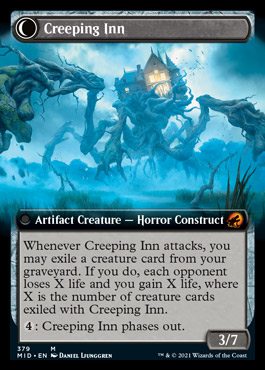 Creeping Inn
Artifact Creature — Horror Construct
Whenever Creeping Inn attacks, you
may exile a creature card from your
graveyard. If you do, each opponent
loses X life and you gain X life, where
X is the number of creature cards
exiled with Creeping Inn.
4 : Creeping Inn phases out.
3/7
379 M
MID • EN Daniel Ljunggren
™ & © 2021 Wizards of the Coast